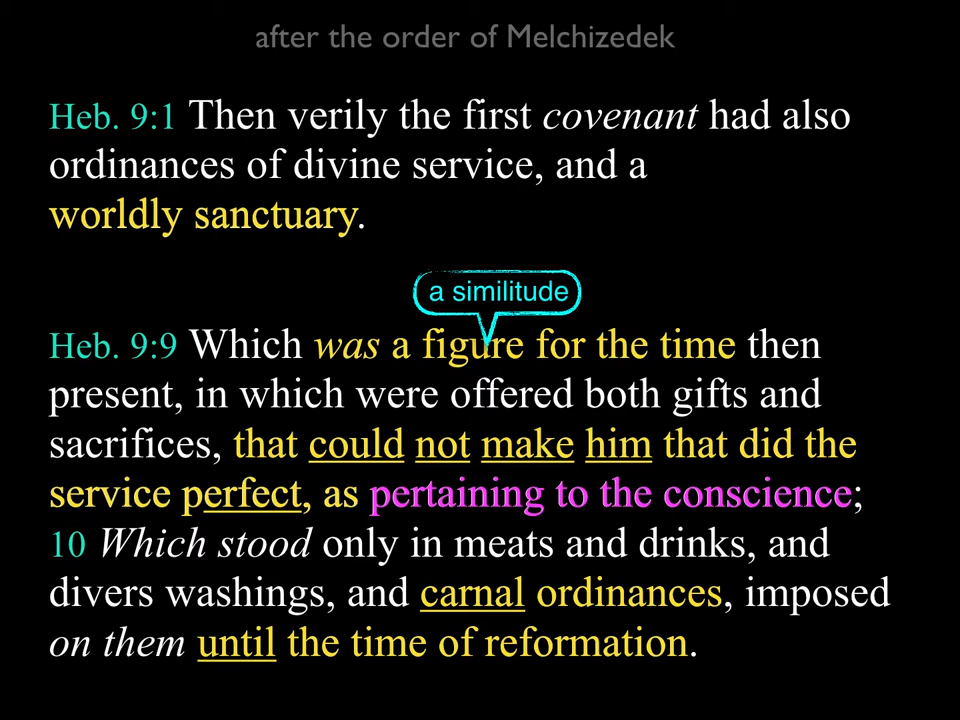 after the order of Melchizedek
Heb. 9:1 Then verily the first covenant had also
ordinances of divine service, and a
worldly sanctuary.
a similitude
Heb. 9:9 Which was a figure for the time then
present, in which were offered both gifts and
sacrifices, that could not make him that did the
service perfect, as pertaining to the conscience;
10 Which stood only in meats and drinks, and
divers washings, and carnal ordinances, imposed
on them until the time of reformation.